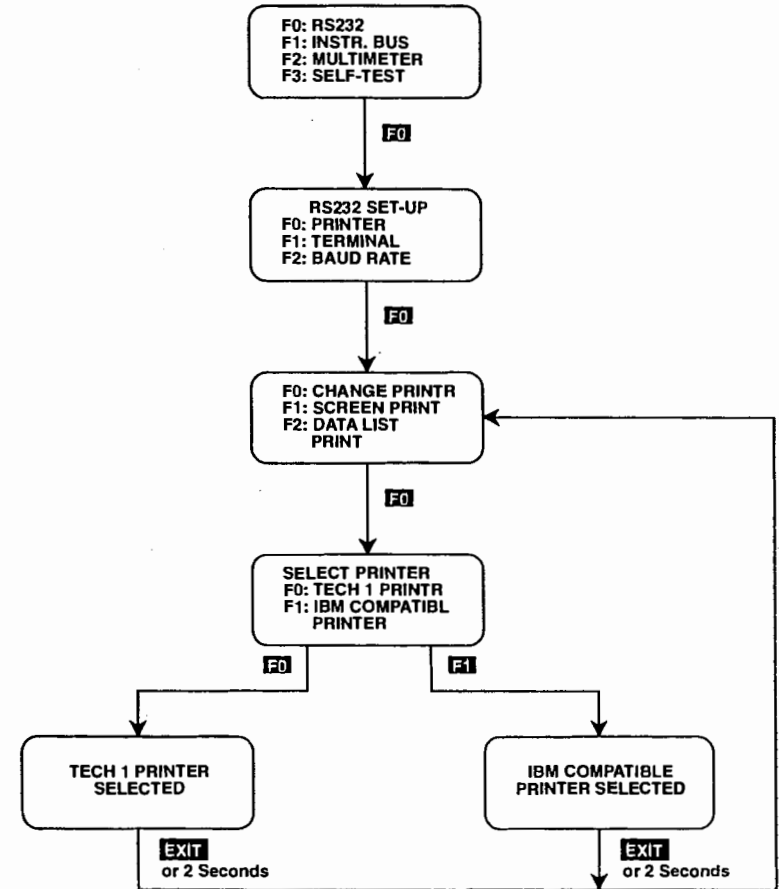 F0: RS232
F1: INSTR. BUS
F2: MULTIMETER
F3: SELF-TEST
F0
RS232 SET-UP
F0: PRINTER
F1: TERMINAL
F2: BAUD RATE
F0
F0: CHANGE PRINTR
F1: SCREEN PRINT
F2: DATA LIST
PRINT
F0
SELECT PRINTER
F0: TECH 1 PRINTR
F1: IBM COMPATIBL
PRINTER
F0
F1
TECH 1 PRINTER
SELECTED
IBM COMPATIBLE
PRINTER SELECTED
EXIT
or 2 Seconds
EXIT
or 2 Seconds